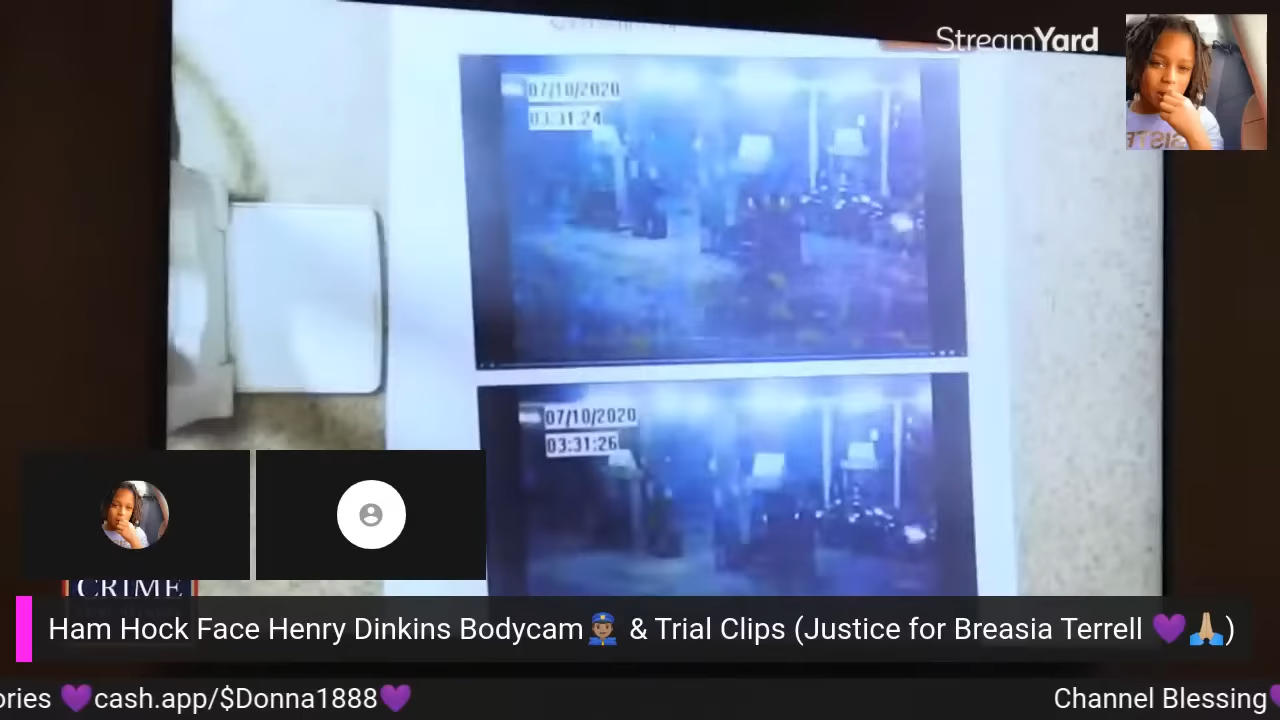 StreamYard
07/10/2020
03:31:24
07/10/2020
03:31:26
CRIME
Ham Hock Face Henry Dinkins Bodycam👮🏽 & Trial Clips (Justice for Breasia Terrell 💜🙏🏽)
ories 💜cash.app/$Donna1888💜
Channel Blessing💜